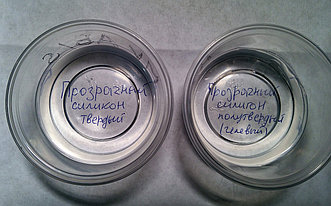 Прозрачный
силикон
твердый
Прозрачный
силикон
полутвердый
(гелевый)